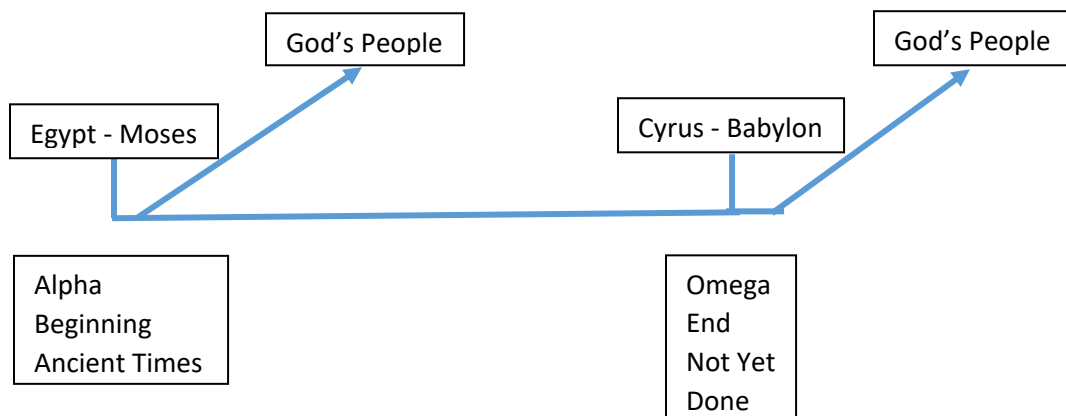 God’s People
God’s People
Egypt - Moses
Cyrus - Babylon
Alpha
Beginning
Ancient Times
Omega
End
Not Yet
Done